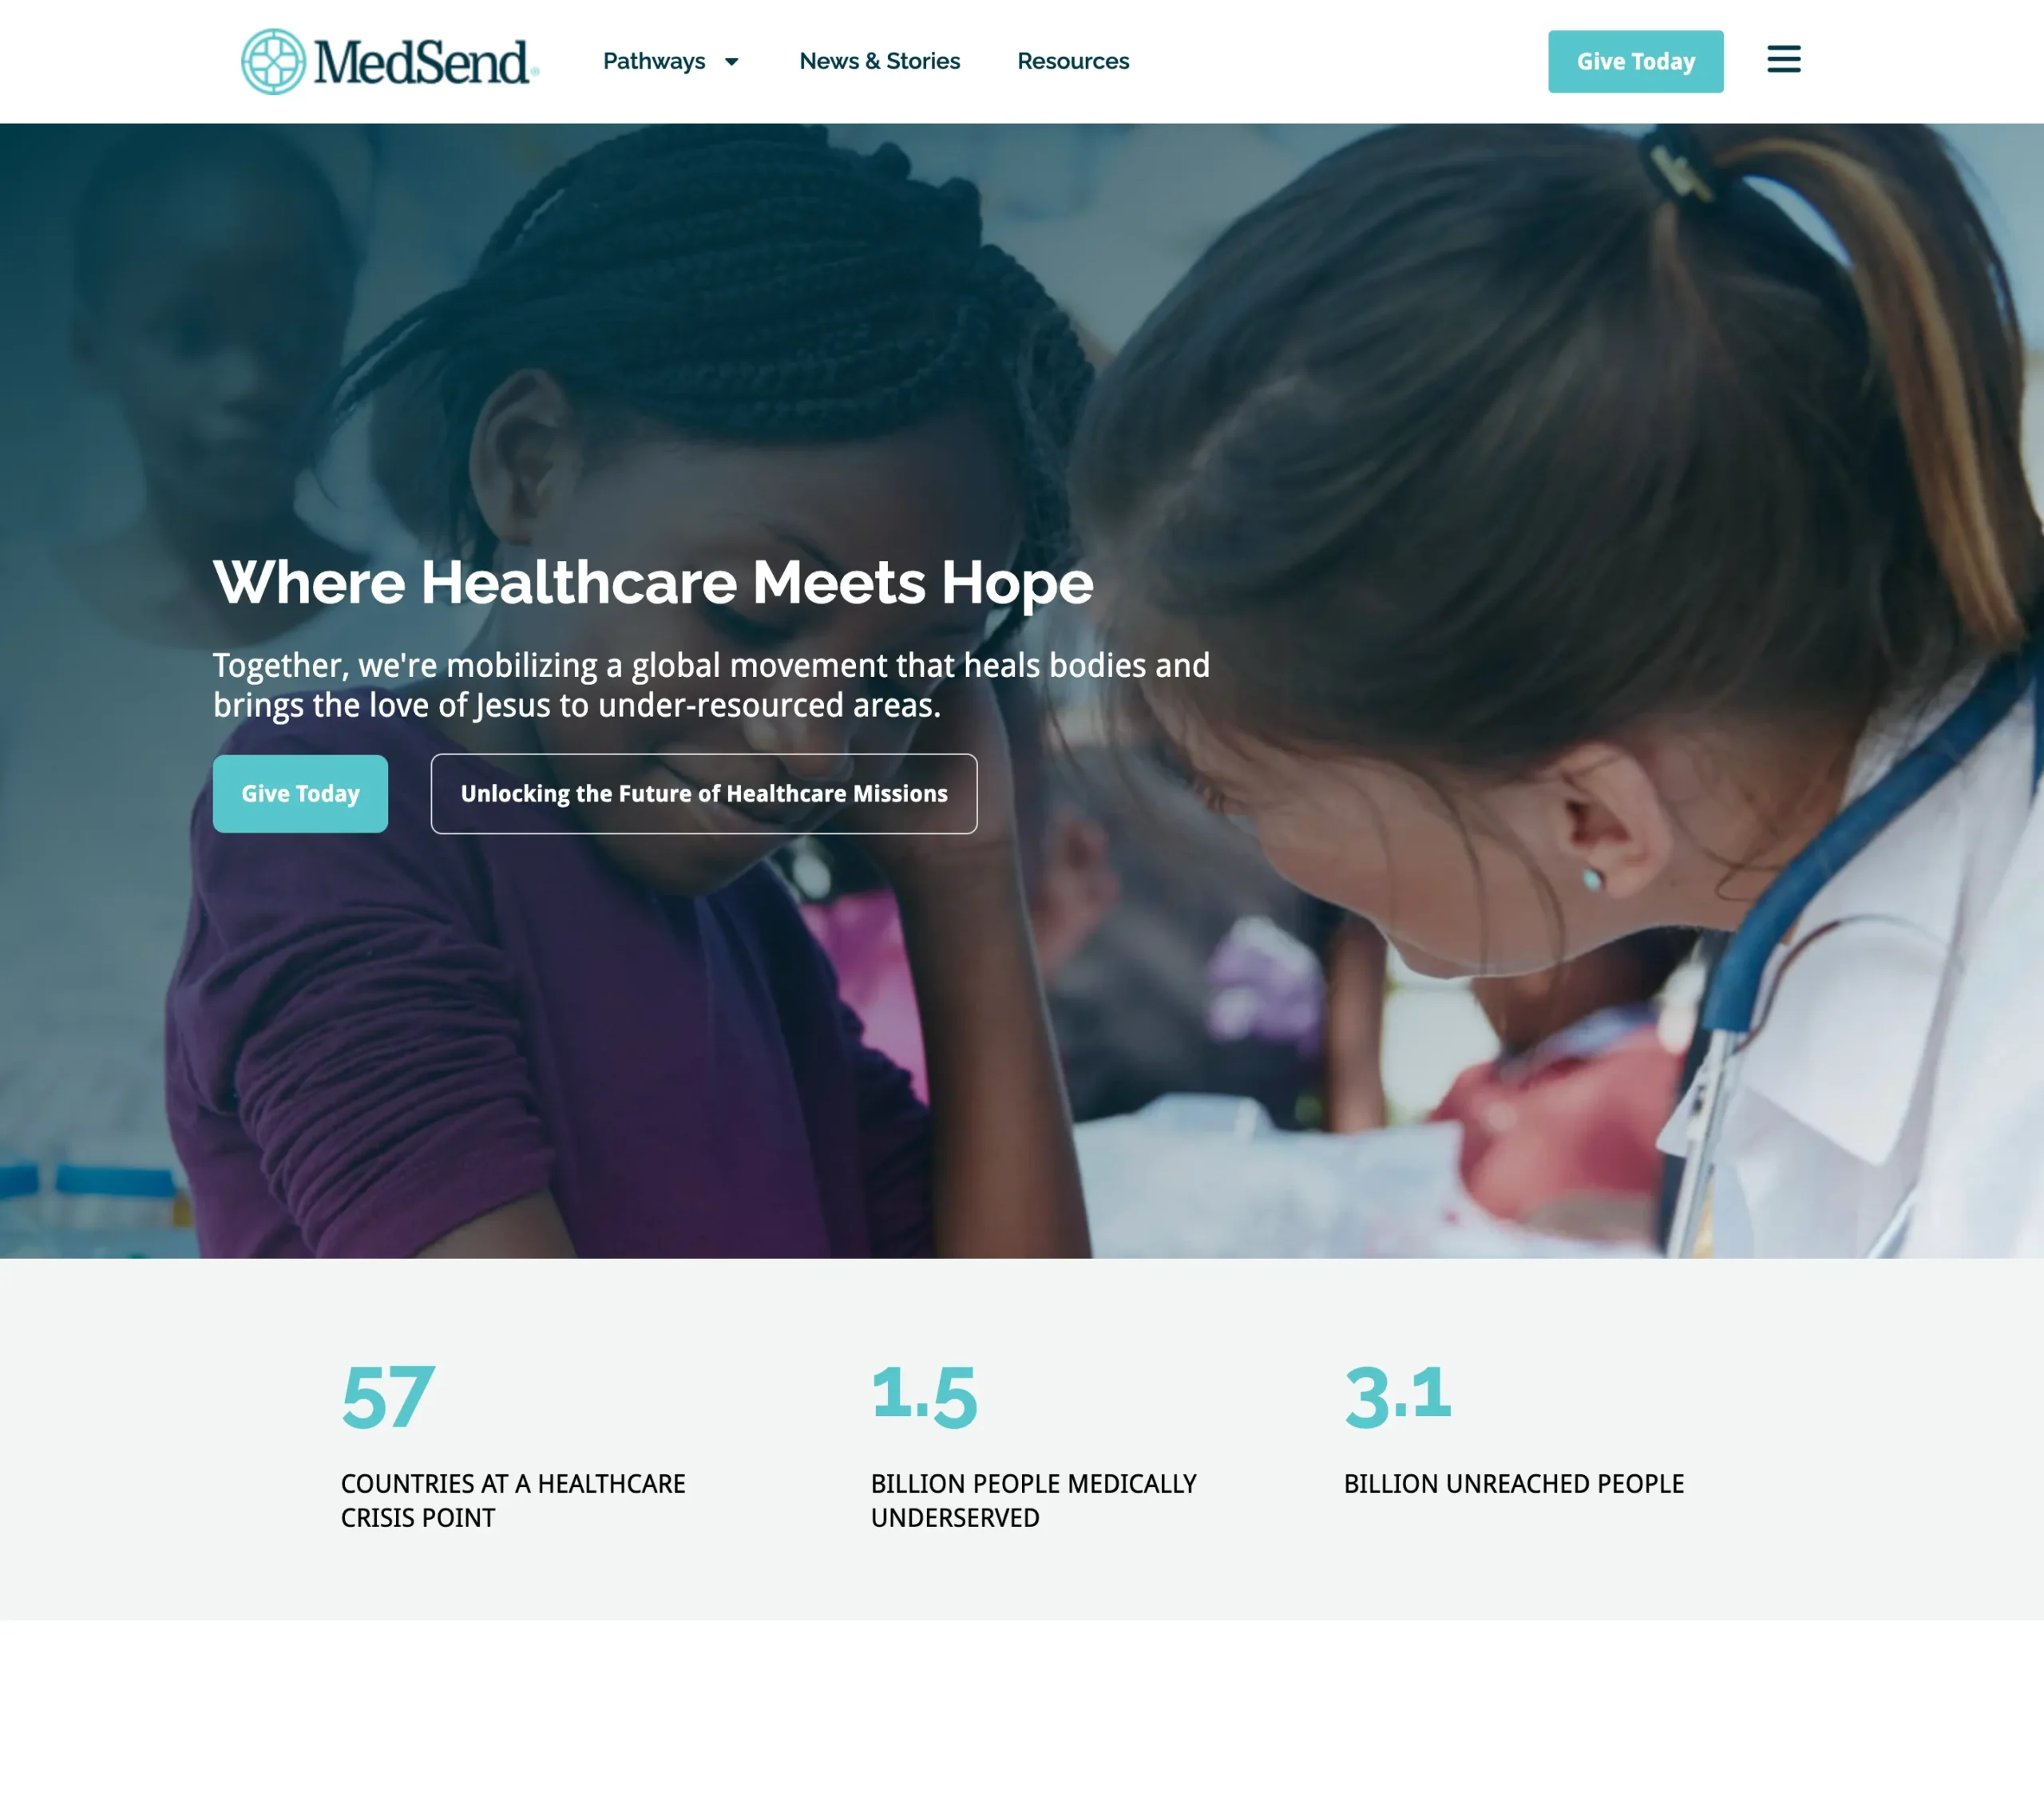 MedSend®
Pathways
News & Stories
Resources
Give Today
Where Healthcare Meets Hope
Together, we're mobilizing a global movement that heals bodies and
brings the love of Jesus to under-resourced areas.
Give Today
Unlocking the Future of Healthcare Missions
57
COUNTRIES AT A HEALTHCARE
CRISIS POINT
1.5
BILLION PEOPLE MEDICALLY
UNDERSERVED
3.1
BILLION UNREACHED PEOPLE